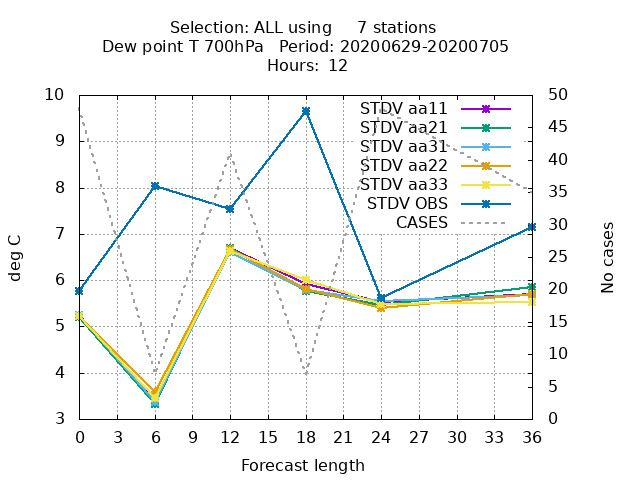 Selection: ALL using     7 stations
Dew point T 700hPa   Period: 20200629-20200705
Hours:  12
10
9
8
7
6
5
4
3
deg C
50
45
40
35
30
25
20
15
10
5
0
No cases
STDV aa11
STDV aa21
STDV aa31
STDV aa22
STDV aa33
STDV OBS
CASES
0 3 6 9 12 15 18 21 24 27 30 33 36
Forecast length